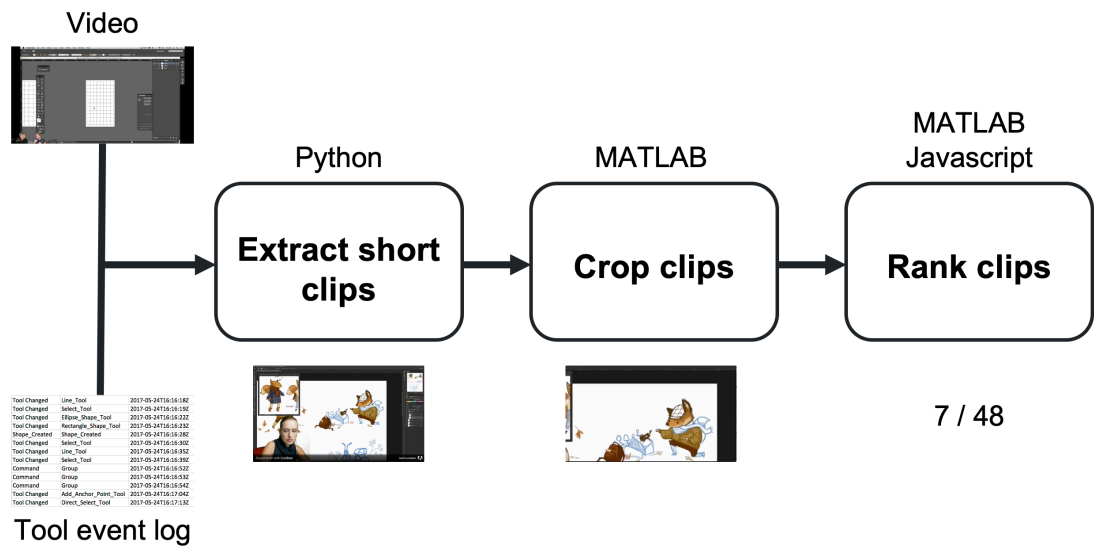 Video
Python
MATLAB
MATLAB
Javascript
Extract short
clips
Crop clips
Rank clips
7 / 48
Tool Changed Line_Tool 2017-05-24T16:16:18Z
Tool Changed Select_Tool 2017-05-24T16:16:19Z
Tool Changed Ellipse_Shape_Tool 2017-05-24T16:16:22Z
Tool Changed Rectangle_Shape_Tool 2017-05-24T16:16:23Z
Shape_Created Shape_Created 2017-05-24T16:16:28Z
Tool Changed Select_Tool 2017-05-24T16:16:30Z
Tool Changed Line_Tool 2017-05-24T16:16:35Z
Tool Changed Select_Tool 2017-05-24T16:16:39Z
Command Group 2017-05-24T16:16:52Z
Command Group 2017-05-24T16:16:53Z
Command Group 2017-05-24T16:16:54Z
Tool Changed Add_Anchor_Point_Tool 2017-05-24T16:17:04Z
Tool Changed Direct_Select_Tool 2017-05-24T16:17:13Z
Tool event log